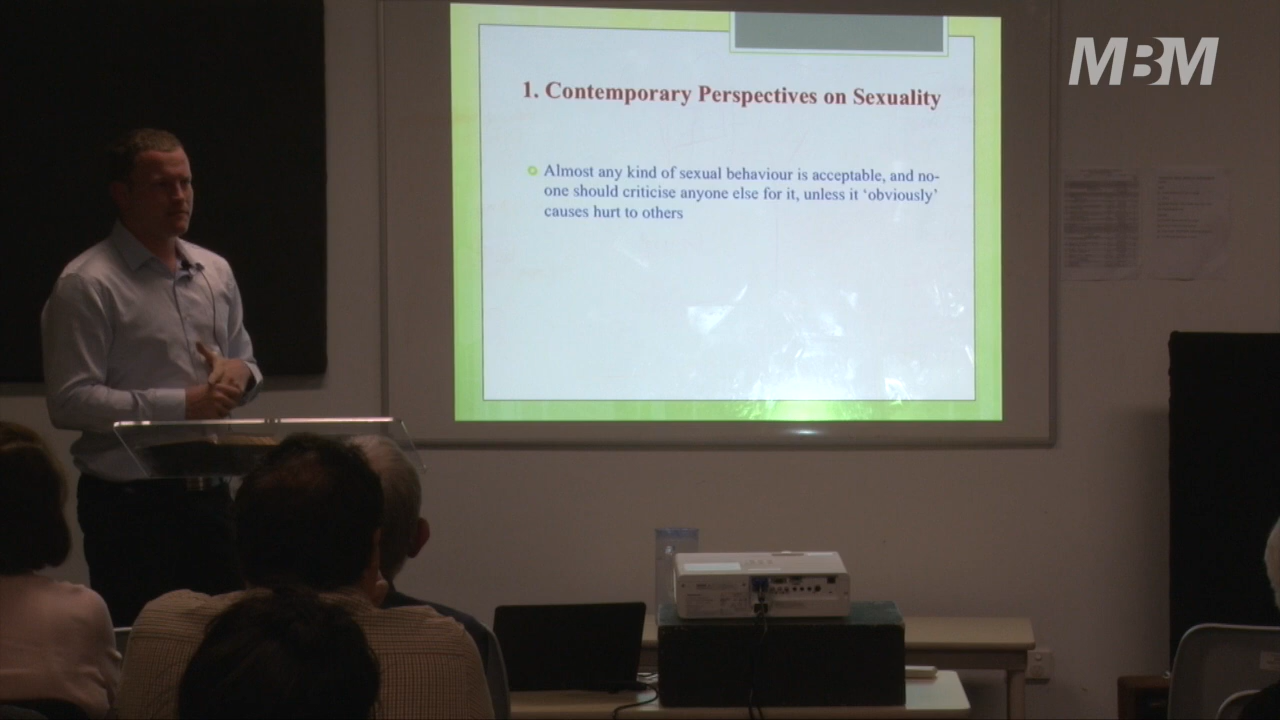 MBM
1. Contemporary Perspectives on Sexuality
Almost any kind of sexual behaviour is acceptable, and no-
one should criticise anyone else for it, unless it ‘obviously’
causes hurt to others